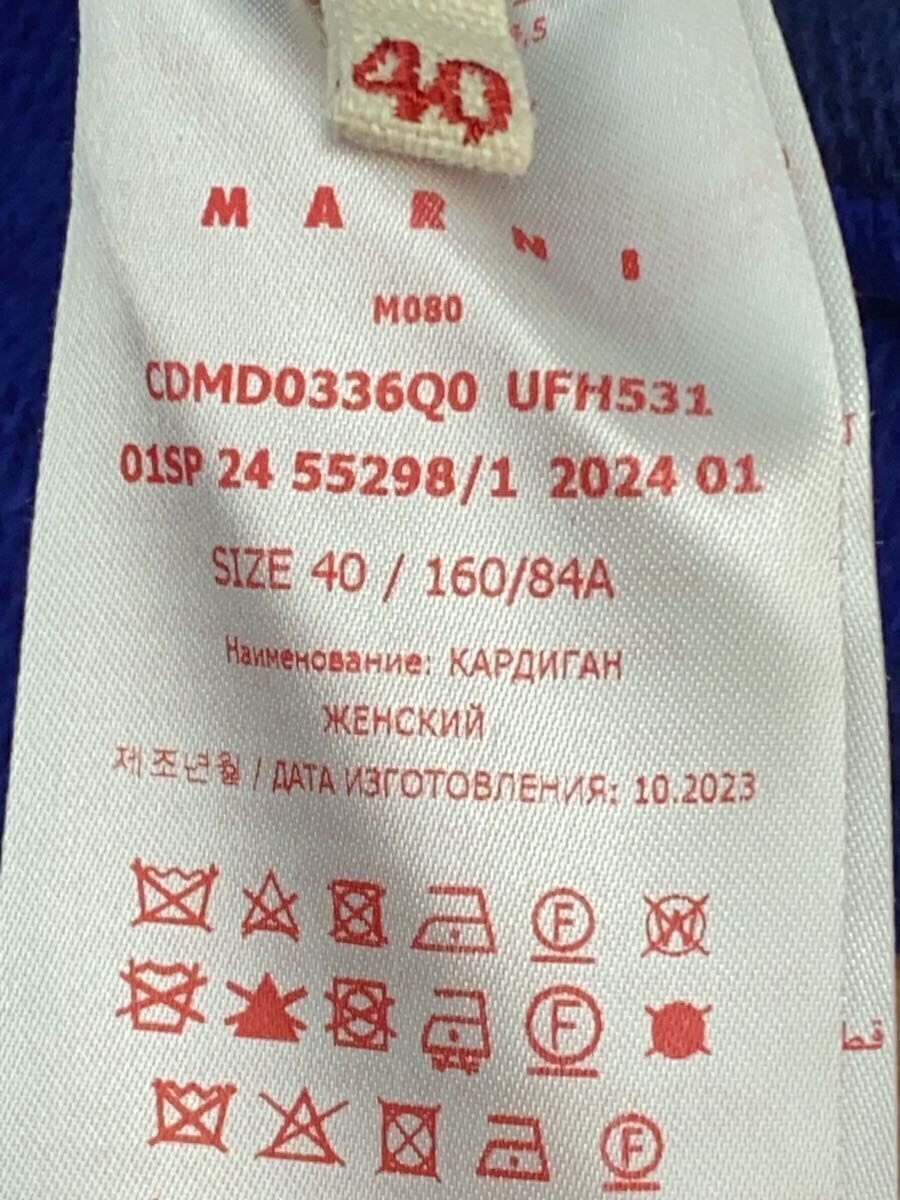 40
M A R N I
M080
CDMD0336Q0 UFH531
01SP 24 55298/1 2024 01
SIZE 40 / 160/84A
Наименование: КАРДИГАН
ЖЕНСКИЙ
제조년월 / ДАТА ИЗГОТОВЛЕНИЯ: 10.2023
F W
F
F